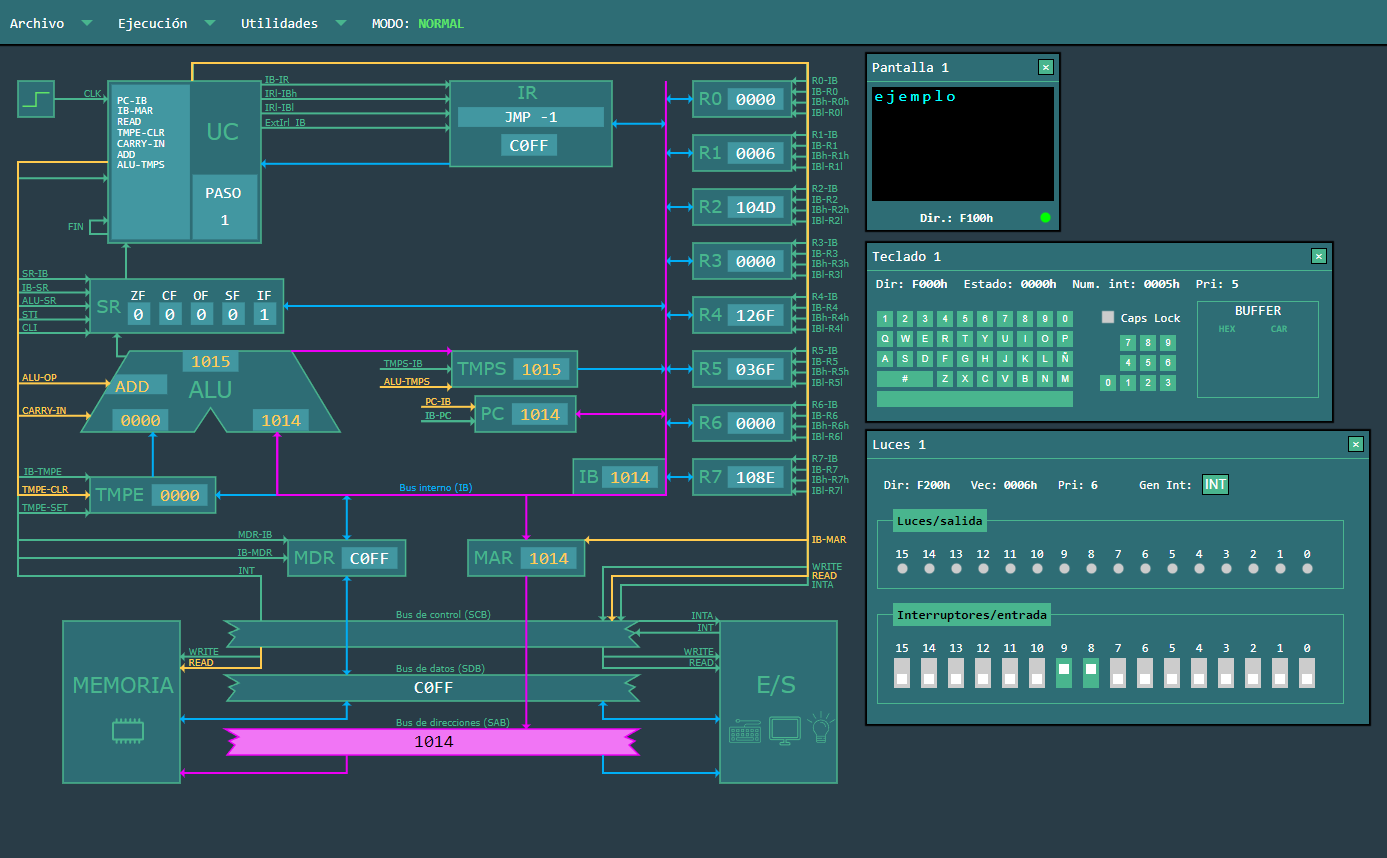 Archivo Ejecución Utilidades MODO: NORMAL
CLK
PC-IB
IB-MAR
READ
TMPE-CLR
CARRY-IN
ADD
ALU-TMPS
UC
PASO
1
FIN
IB-IR
IRl-IBh
IRl-IBl
ExtIrl IB
IR
JMP -1
C0FF
SR-IB
IB-SR
ALU-SR
STI
CLI
SR
ZF CF OF SF IF
0 0 0 0 1
ALU-OP
CARRY-IN
1015
ADD
ALU
0000 1014
TMPS-IB
ALU-TMPS
TMPS 1015
PC-IB
IB-PC
PC 1014
IB 1014
IB-TMPE
TMPE-CLR
TMPE-SET
TMPE 0000
Bus interno (IB)
MDR-IB
IB-MDR
INT
MDR C0FF
MAR 1014
IB-MAR
WRITE
READ
INTA
R0 0000
R0-IB
IB-R0
IBh-R0h
IBl-R0l
R1 0006
R1-IB
IB-R1
IBh-R1h
IBl-R1l
R2 104D
R2-IB
IB-R2
IBh-R2h
IBl-R2l
R3 0000
R3-IB
IB-R3
IBh-R3h
IBl-R3l
R4 126F
R4-IB
IB-R4
IBh-R4h
IBl-R4l
R5 036F
R5-IB
IB-R5
IBh-R5h
IBl-R5l
R6 0000
R6-IB
IB-R6
IBh-R6h
IBl-R6l
R7 108E
R7-IB
IB-R7
IBh-R7h
IBl-R7l
Bus de control (SCB)
INTA
INT
WRITE
READ
WRITE
READ
MEMORIA
Bus de datos (SDB)
C0FF
Bus de direcciones (SAB)
1014
E/S
Pantalla 1
ejemplo
Dir.: F100h
Teclado 1
Dir: F000h Estado: 0000h Num. int: 0005h Pri: 5
1 2 3 4 5 6 7 8 9 0
Q W E R T Y U I O P
A S D F G H J K L Ñ
# Z X C V B N M
Caps Lock
7 8 9
4 5 6
0 1 2 3
BUFFER
HEX CAR
Luces 1
Dir: F200h Vec: 0006h Pri: 6 Gen Int: INT
Luces/salida
15 14 13 12 11 10 9 8 7 6 5 4 3 2 1 0
Interruptores/entrada
15 14 13 12 11 10 9 8 7 6 5 4 3 2 1 0